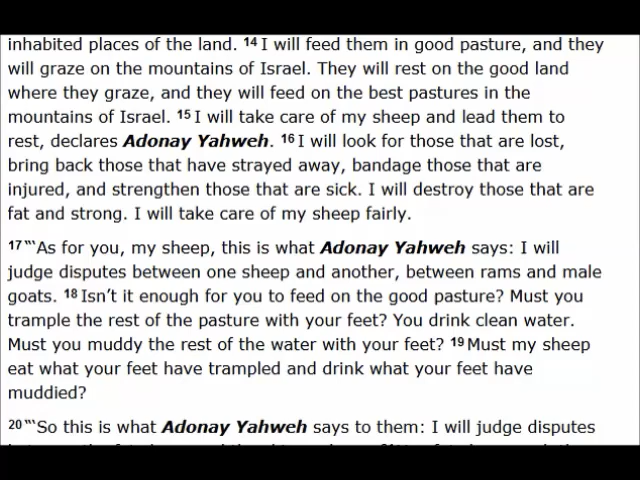 inhabited places of the land. 14 I will feed them in good pasture, and they
will graze on the mountains of Israel. They will rest on the good land
where they graze, and they will feed on the best pastures in the
mountains of Israel. 15 I will take care of my sheep and lead them to
rest, declares Adonay Yahweh. 16 I will look for those that are lost,
bring back those that have strayed away, bandage those that are
injured, and strengthen those that are sick. I will destroy those that are
fat and strong. I will take care of my sheep fairly.
17 “‘As for you, my sheep, this is what Adonay Yahweh says: I will
judge disputes between one sheep and another, between rams and male
goats. 18 Isn’t it enough for you to feed on the good pasture? Must you
trample the rest of the pasture with your feet? You drink clean water.
Must you muddy the rest of the water with your feet? 19 Must my sheep
eat what your feet have trampled and drink what your feet have
muddied?
20 “‘So this is what Adonay Yahweh says to them: I will judge disputes